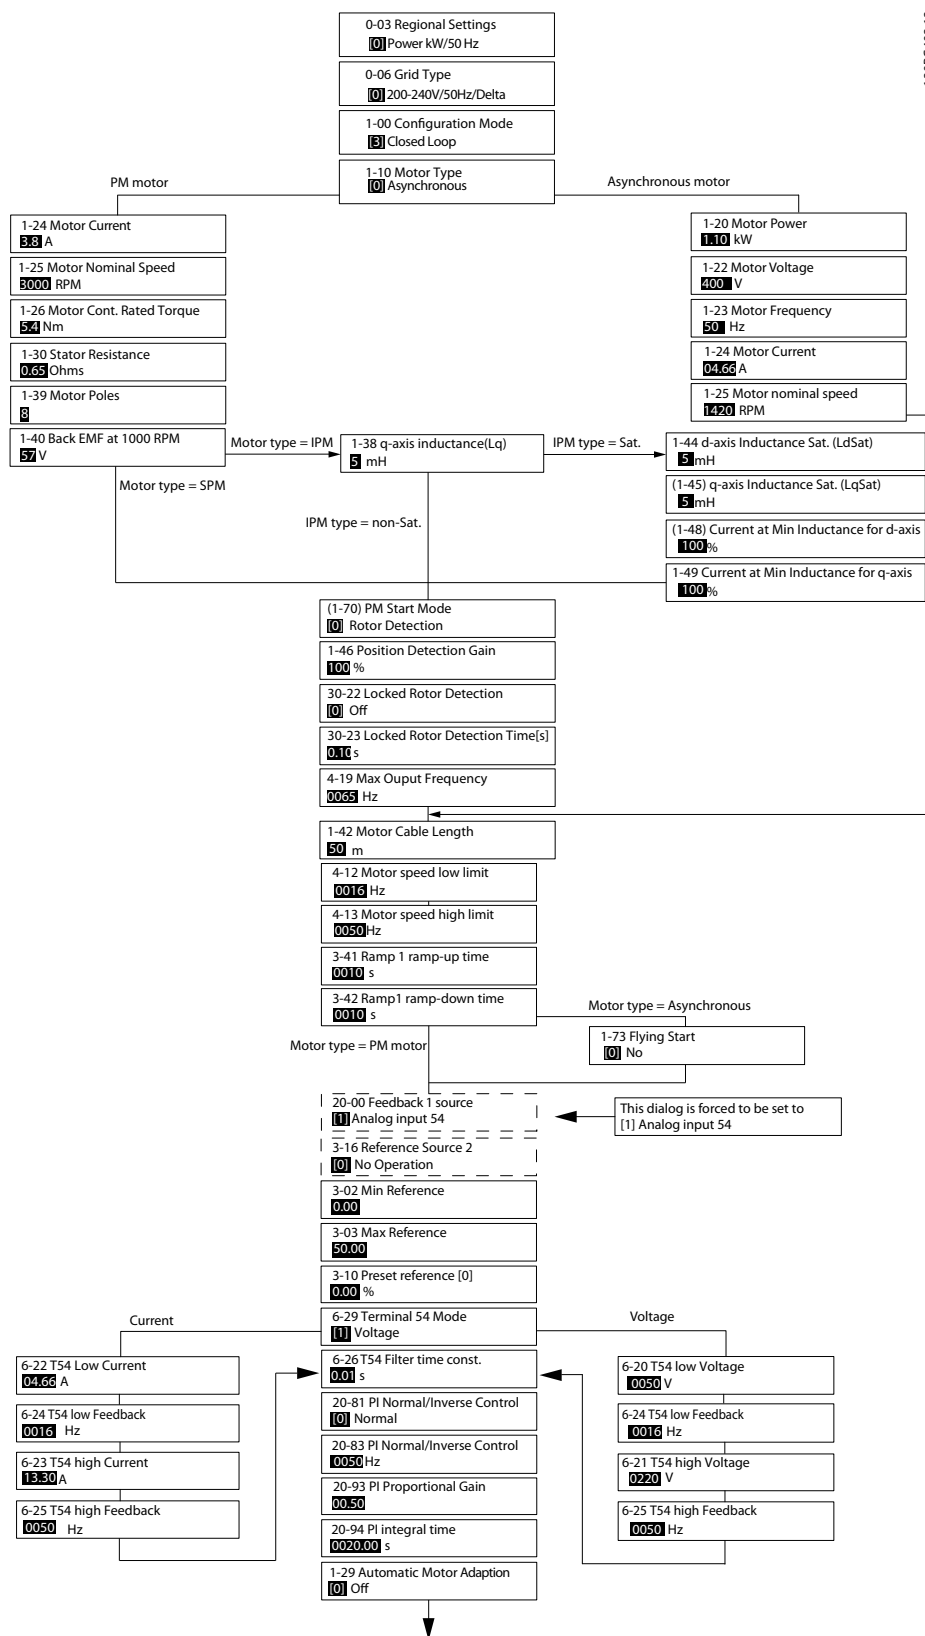 0-03 Regional Settings
[0] Power kW/50 Hz
0-06 Grid Type
[0] 200-240V/50Hz/Delta
1-00 Configuration Mode
[3] Closed Loop
1-10 Motor Type
[0] Asynchronous
PM motor
Asynchronous motor
1-24 Motor Current
3.8 A
1-25 Motor Nominal Speed
3000 RPM
1-26 Motor Cont. Rated Torque
5.4 Nm
1-30 Stator Resistance
0.65 Ohms
1-39 Motor Poles
8
1-40 Back EMF at 1000 RPM
57 V
1-20 Motor Power
1.10 kW
1-22 Motor Voltage
400 V
1-23 Motor Frequency
50 Hz
1-24 Motor Current
04.66 A
1-25 Motor nominal speed
1420 RPM
Motor type = IPM
Motor type = SPM
1-38 q-axis inductance(Lq)
5 mH
IPM type = Sat.
IPM type = non-Sat.
1-44 d-axis Inductance Sat. (LdSat)
5 mH
(1-45) q-axis Inductance Sat. (LqSat)
5 mH
(1-48) Current at Min Inductance for d-axis
100 %
1-49 Current at Min Inductance for q-axis
100 %
(1-70) PM Start Mode
[0] Rotor Detection
1-46 Position Detection Gain
100 %
30-22 Locked Rotor Detection
[0] Off
30-23 Locked Rotor Detection Time[s]
0.10 s
4-19 Max Ouput Frequency
0065 Hz
1-42 Motor Cable Length
50 m
4-12 Motor speed low limit
0016 Hz
4-13 Motor speed high limit
0050 Hz
3-41 Ramp 1 ramp-up time
0010 s
3-42 Ramp1 ramp-down time
0010 s
Motor type = Asynchronous
1-73 Flying Start
[0] No
Motor type = PM motor
20-00 Feedback 1 source
[1] Analog input 54
This dialog is forced to be set to
[1] Analog input 54
3-16 Reference Source 2
[0] No Operation
3-02 Min Reference
0.00
3-03 Max Reference
50.00
3-10 Preset reference [0]
0.00 %
6-29 Terminal 54 Mode
[1] Voltage
Current
Voltage
6-22 T54 Low Current
04.66 A
6-24 T54 low Feedback
0016 Hz
6-23 T54 high Current
13.30 A
6-25 T54 high Feedback
0050 Hz
6-26 T54 Filter time const.
0.01 s
20-81 PI Normal/Inverse Control
[0] Normal
20-83 PI Normal/Inverse Control
0050 Hz
20-93 PI Proportional Gain
00.50
20-94 PI integral time
0020.00 s
1-29 Automatic Motor Adaption
[0] Off
6-20 T54 low Voltage
0050 V
6-24 T54 low Feedback
0016 Hz
6-21 T54 high Voltage
0220 V
6-25 T54 high Feedback
0050 Hz